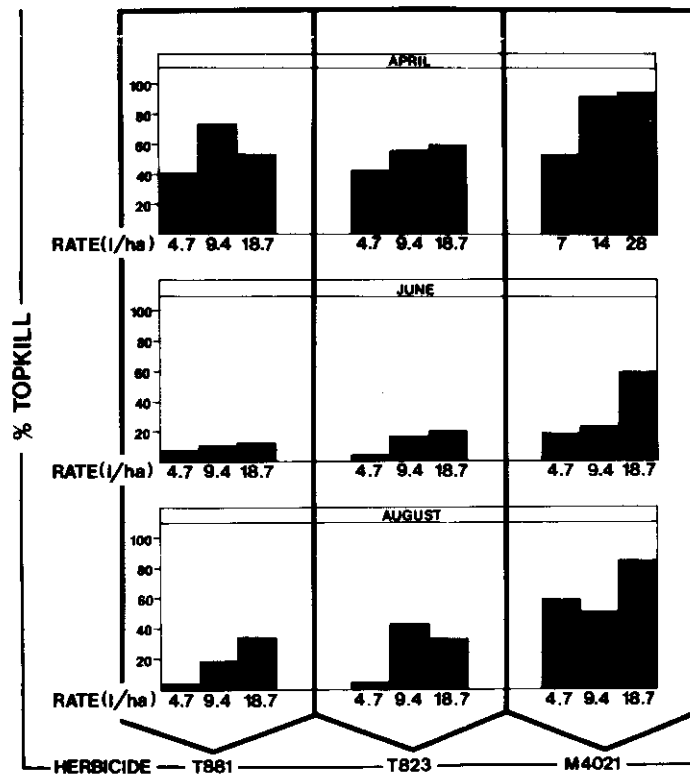 APRIL
100
80
60
40
20
RATE(l/ha) 4.7 9.4 18.7 4.7 9.4 18.7 7 14 28
JUNE
100
80
60
40
20
RATE(l/ha) 4.7 9.4 18.7 4.7 9.4 18.7 4.7 9.4 18.7
AUGUST
100
80
60
40
20
RATE(l/ha) 4.7 9.4 18.7 4.7 9.4 18.7 4.7 9.4 18.7
% TOPKILL
HERBICIDE T881 T823 M4021